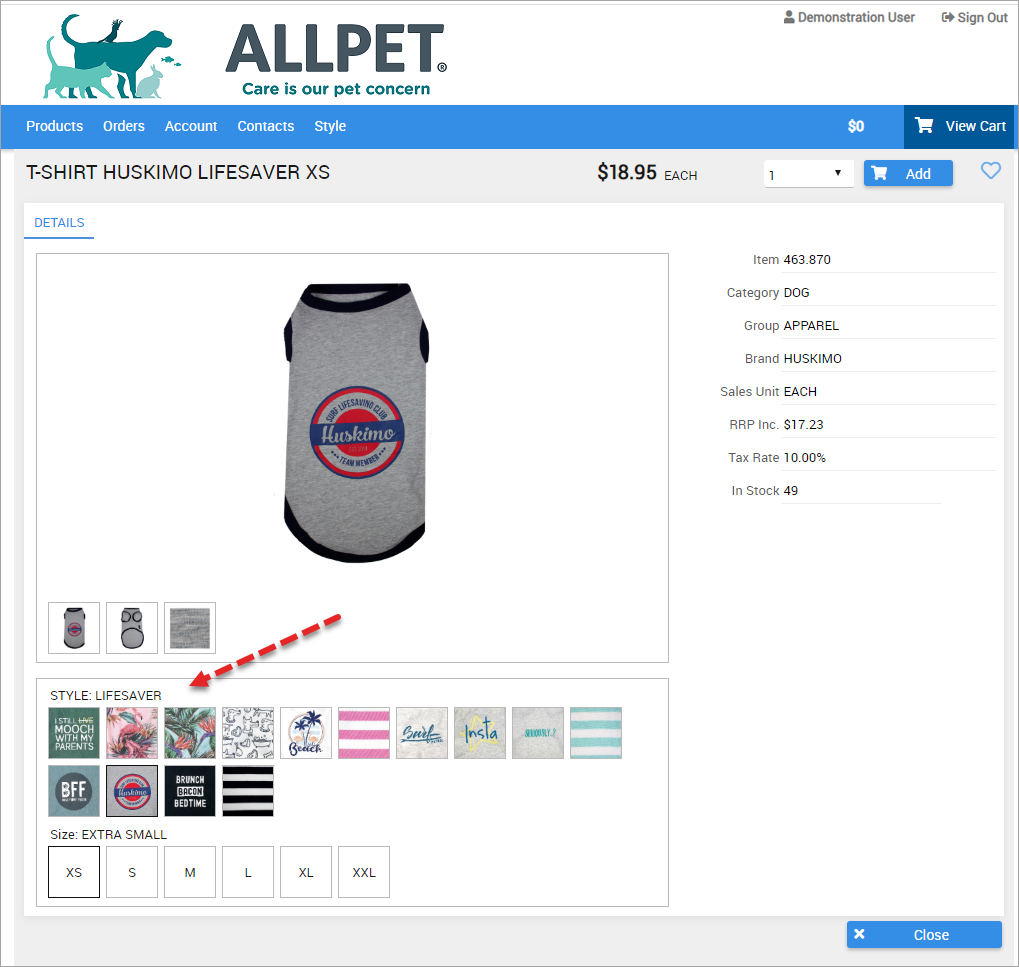 Demonstration User Sign Out
ALLPET®
Care is our pet concern
Products Orders Account Contacts Style $0 View Cart
T-SHIRT HUSKIMO LIFESAVER XS $18.95 EACH 1 Add
DETAILS
Item 463.870
Category DOG
Group APPAREL
Brand HUSKIMO
Sales Unit EACH
RRP Inc. $17.23
Tax Rate 10.00%
In Stock 49
SURF LIFESAVING CLUB
Huskimo
TEAM MEMBER
STYLE: LIFESAVER
I STILL LIVE
MOOCH
WITH MY
PARENTS
Beach
Surf
Insta
SERIOUSLY..?
BFF
Huskimo
BRUNCH
BACON
BEDTIME
Size: EXTRA SMALL
XS S M L XL XXL
Close